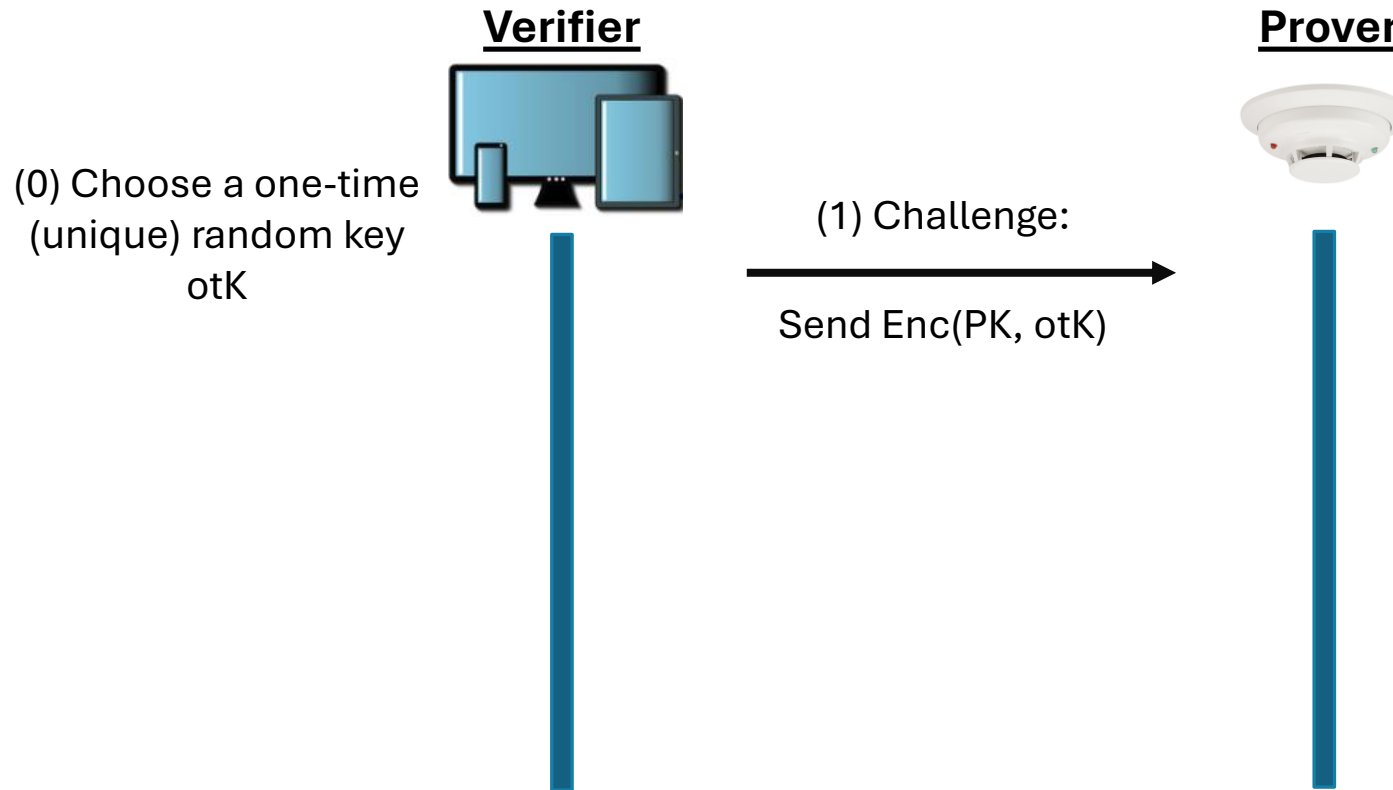 Verifier
Prover
(0) Choose a one-time
(unique) random key
otK
(1) Challenge:
Send Enc(PK, otK)